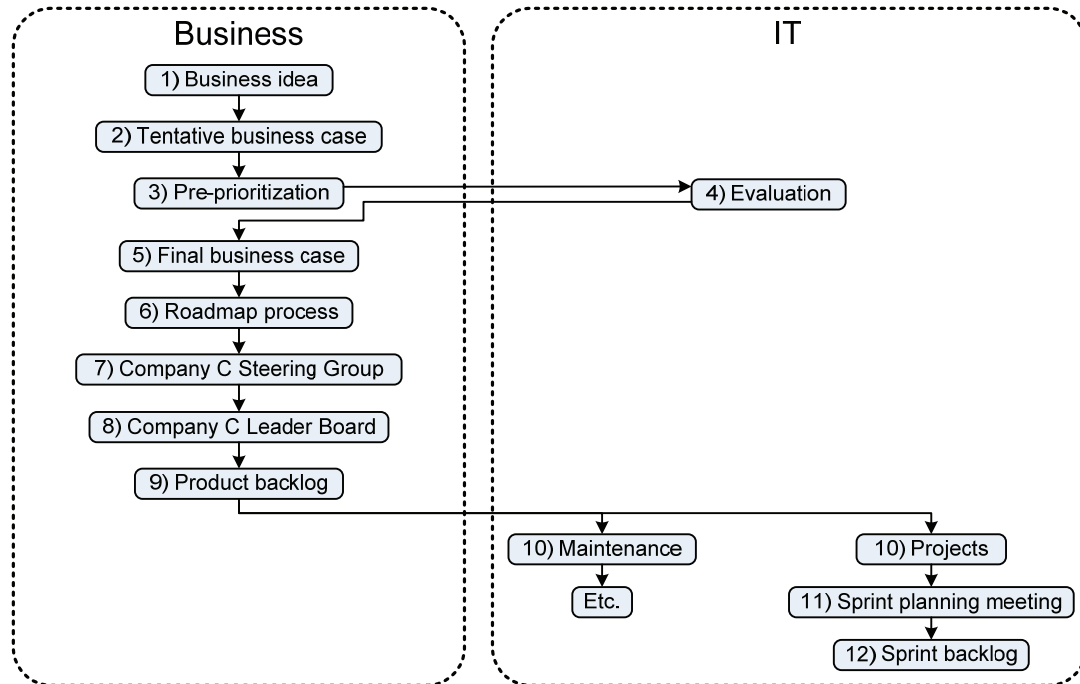 Business
IT
1) Business idea
2) Tentative business case
3) Pre-prioritization
4) Evaluation
5) Final business case
6) Roadmap process
7) Company C Steering Group
8) Company C Leader Board
9) Product backlog
10) Maintenance
10) Projects
Etc.
11) Sprint planning meeting
12) Sprint backlog